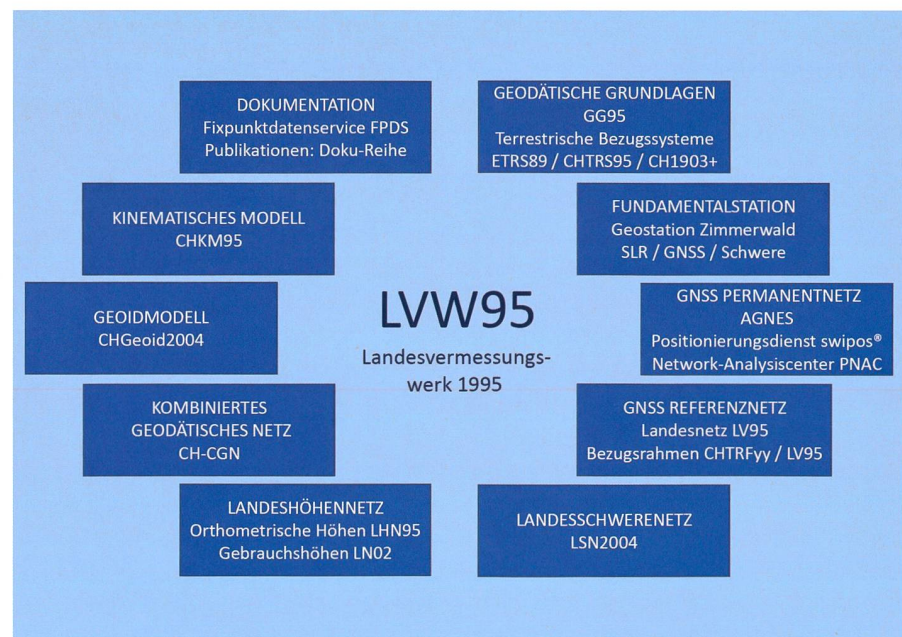 DOKUMENTATION
Fixpunktdatenservice FPDS
Publikationen: Doku-Reihe
GEODÄTISCHE GRUNDLAGEN
GG95
Terrestrische Bezugssysteme
ETRS89 / CHTRS95 / CH1903+
KINEMATISCHES MODELL
CHKM95
FUNDAMENTALSTATION
Geostation Zimmerwald
SLR / GNSS / Schwere
GEOIDMODELL
CHGeoid2004
LVW95
Landesvermessungs-
werk 1995
GNSS PERMANENTNETZ
AGNES
Positionierungsdienst swipos®
Network-Analysiscenter PNAC
KOMBINIERTES
GEODÄTISCHES NETZ
CH-CGN
GNSS REFERENZNETZ
Landesnetz LV95
Bezugsrahmen CHTRFyy / LV95
LANDESHÖHENNETZ
Orthometrische Höhen LHN95
Gebrauchshöhen LN02
LANDESSCHWERENETZ
LSN2004